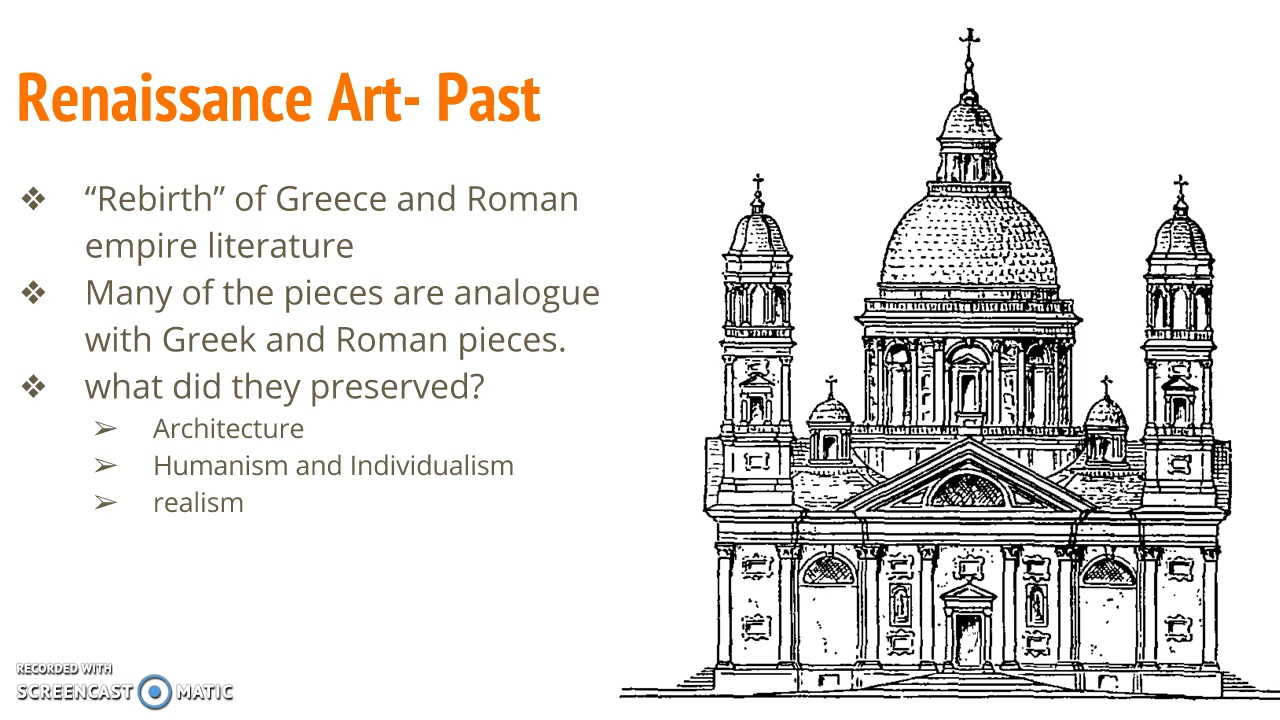 Renaissance Art- Past
❖ “Rebirth” of Greece and Roman
empire literature
❖ Many of the pieces are analogue
with Greek and Roman pieces.
❖ what did they preserved?
➢ Architecture
➢ Humanism and Individualism
➢ realism
RECORDED WITH
SCREENCAST MATIC